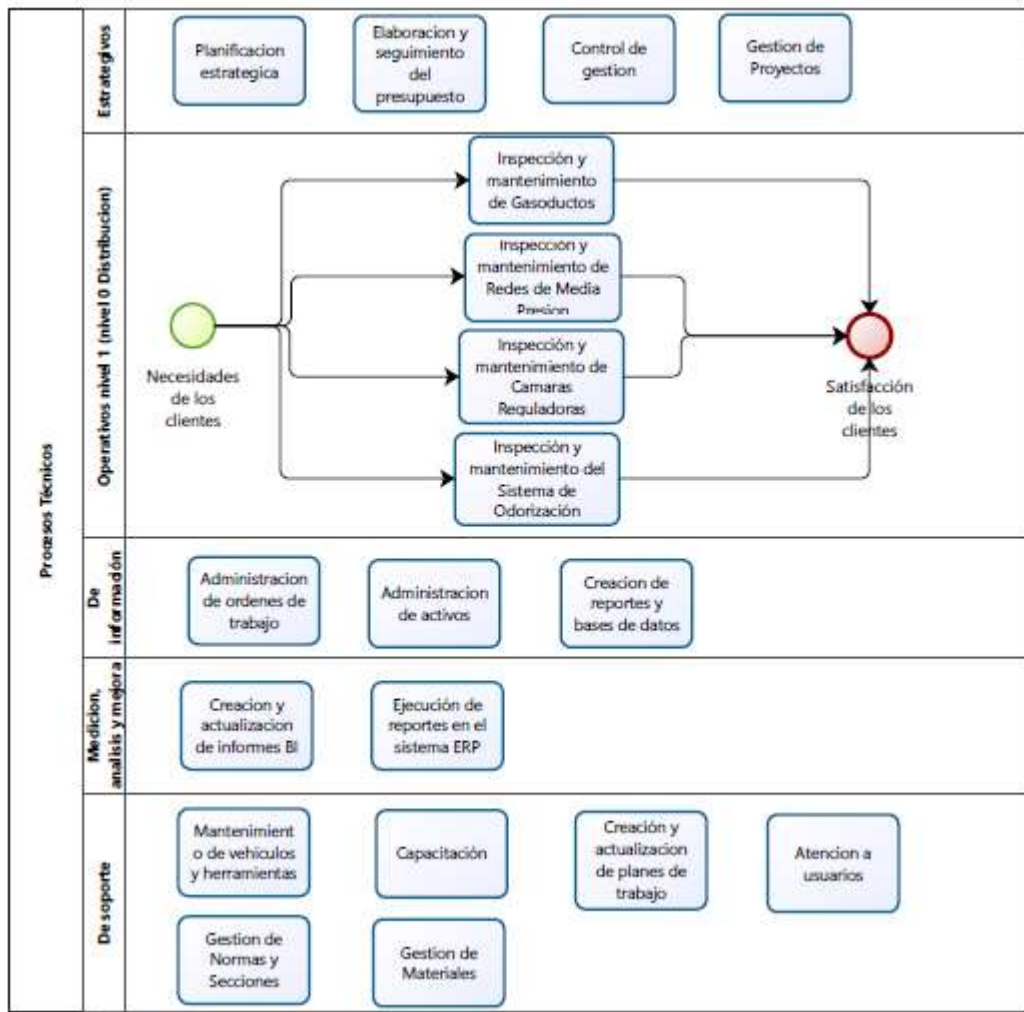 Procesos Técnicos
Estrategivos
Planificacion
estrategica
Elaboracion y
seguimiento
del
presupuesto
Control de
gestion
Gestion de
Proyectos
Operativos nivel 1 (nivel 0 Distribucion)
Necesidades
de los
clientes
Inspección y
mantenimiento
de Gasoductos
Inspección y
mantenimiento de
Redes de Media
Presion
Inspección y
mantenimiento de
Camaras
Reguladoras
Inspección y
mantenimiento del
Sistema de
Odorización
Satisfacción
de los
clientes
De
información
Administracion
de ordenes de
trabajo
Administracion
de activos
Creacion de
reportes y
bases de datos
Medicion,
analisis y mejora
Creacion y
actualizacion
de informes BI
Ejecución de
reportes en el
sistema ERP
De soporte
Mantenimient
o de vehículos
y herramientas
Capacitación
Creación y
actualizacion
de planes de
trabajo
Atencion a
usuarios
Gestion de
Normas y
Secciones
Gestion de
Materiales